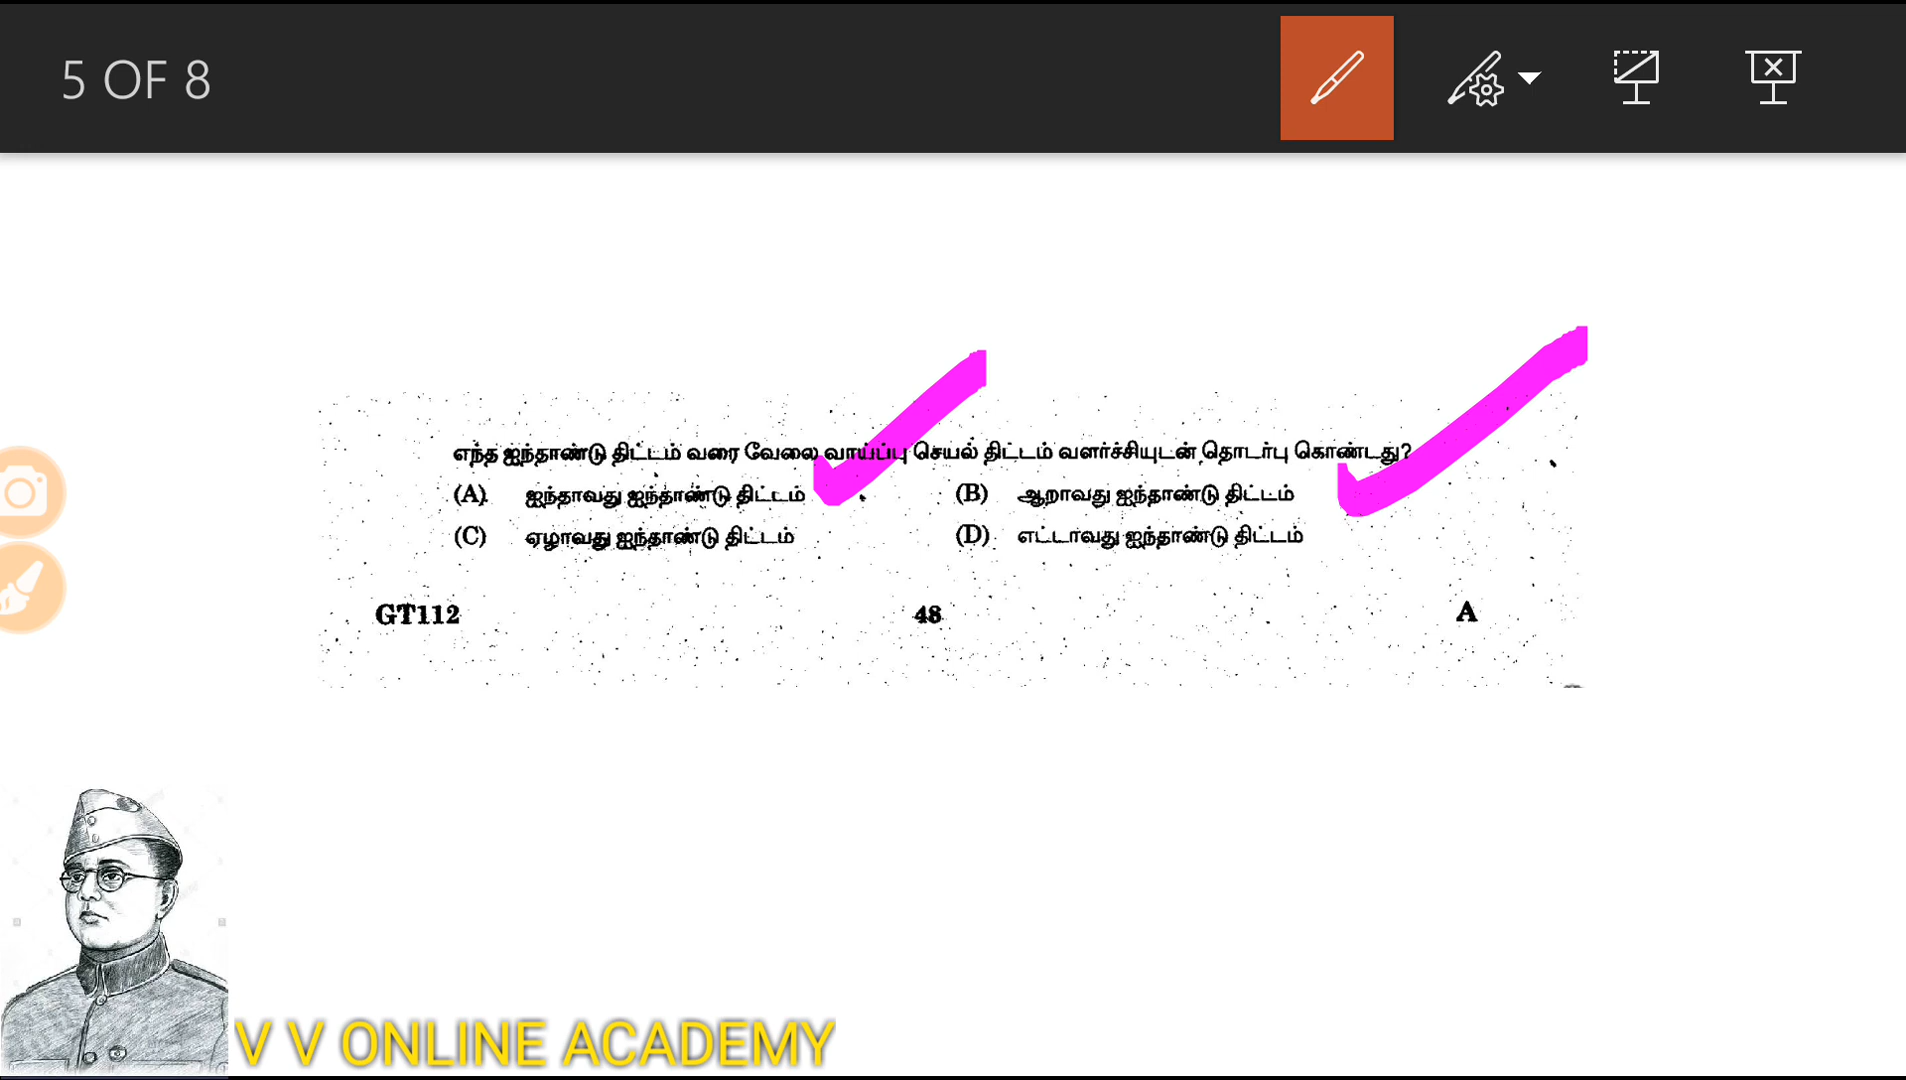 5 OF 8
எந்த ஐந்தாண்டு திட்டம் வரை வேலை வாய்ப்பு செயல் திட்டம் வளர்ச்சியுடன் தொடர்பு கொண்டது?
(A) ஐந்தாவது ஐந்தாண்டு திட்டம் (B) ஆறாவது ஐந்தாண்டு திட்டம்
(C) ஏழாவது ஐந்தாண்டு திட்டம் (D) எட்டாவது ஐந்தாண்டு திட்டம்
GT112 48 A
V V ONLINE ACADEMY